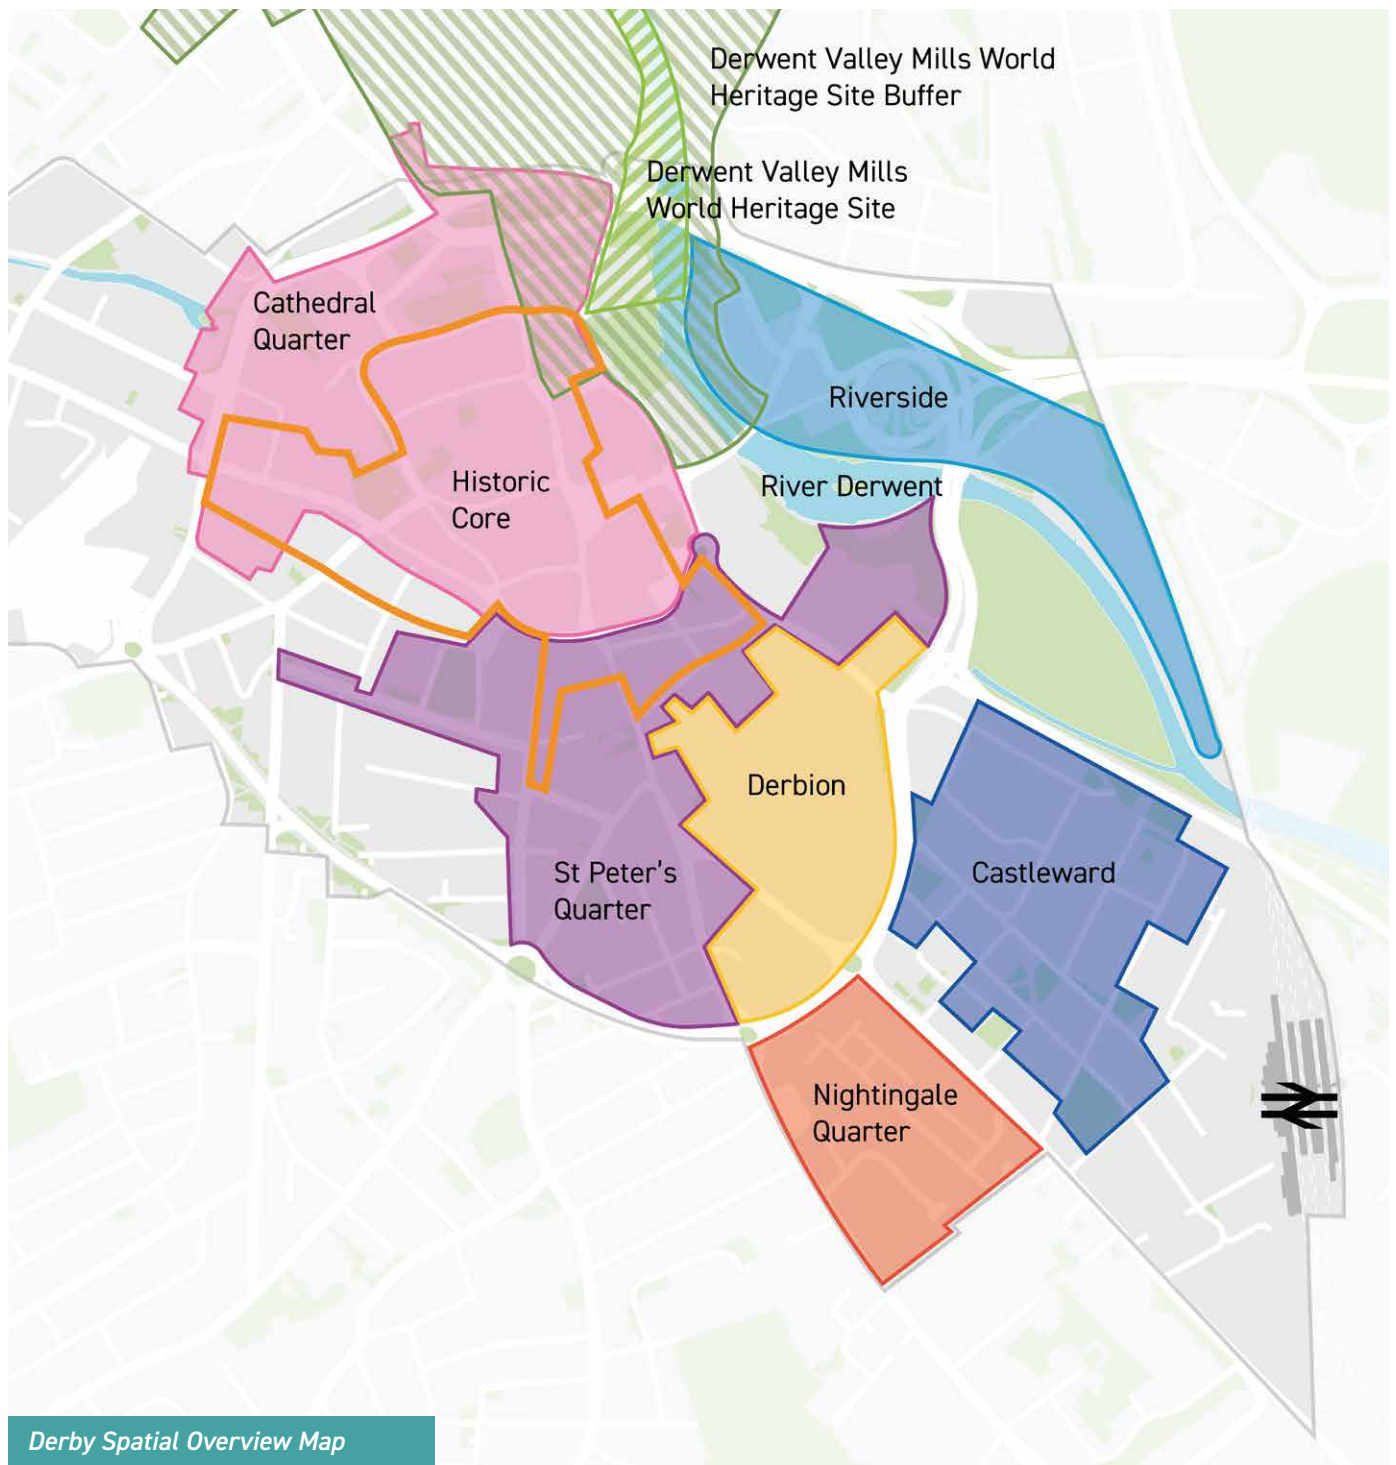 Derwent Valley Mills World
Heritage Site Buffer
Derwent Valley Mills
World Heritage Site
Cathedral
Quarter
Riverside
Historic
Core
River Derwent
Derbion
St Peter's
Quarter
Castleward
Nightingale
Quarter
Derby Spatial Overview Map